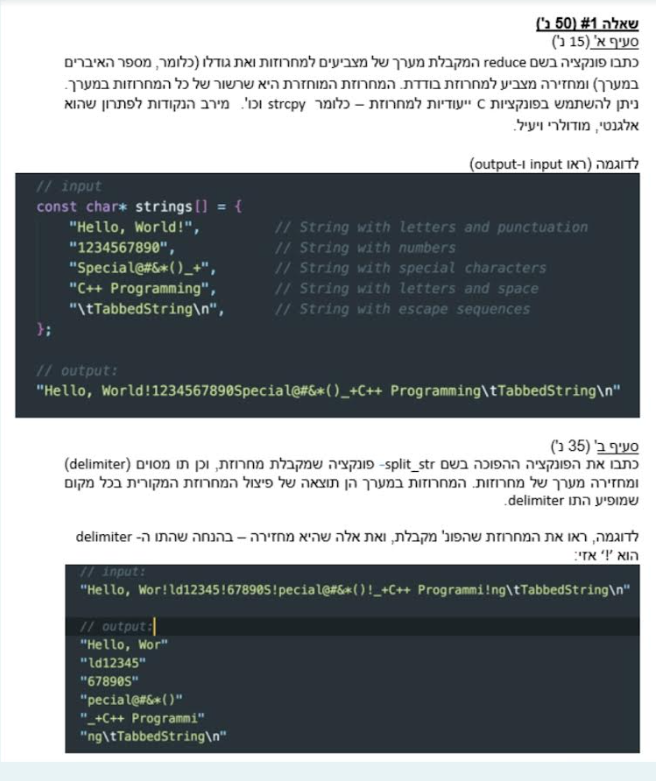 שאלה #1 (50 נ')
סעיף א' (15 נ')
כתבו פונקציה בשם reduce המקבלת מערך של מצביעים למחרוזות ואת גודלו (כלומר, מספר האיברים
במערך) ומחזירה מצביע למחרוזת בודדת. המחרוזת המוחזרת היא שרשור של כל המחרוזות במערך.
ניתן להשתמש בפונקציות C ייעודיות למחרוזת – כלומר strcpy וכו'. מירב הנקודות לפתרון שהוא
אלגנטי, מודולרי ויעיל.
לדוגמה (ראו input ו-output)
// input
const char* strings[] = {
"Hello, World!", // String with letters and punctuation
"1234567890", // String with numbers
"Special@#&*()_+", // String with special characters
"C++ Programming", // String with letters and space
"\tTabbedString\n", // String with escape sequences
};
// output:
"Hello, World!1234567890Special@#&*()_+C++ Programming\tTabbedString\n"
סעיף ב' (35 נ')
כתבו את הפונקציה ההפוכה בשם split_str- פונקציה שמקבלת מחרוזת, וכן תו מסוים (delimiter)
ומחזירה מערך של מחרוזות. המחרוזות במערך הן תוצאה של פיצול המחרוזת המקורית בכל מקום
שמופיע התו delimiter.
לדוגמה, ראו את המחרוזת שהפונ' מקבלת, ואת אלה שהיא מחזירה – בהנחה שהתו ה- delimiter
הוא '!' אזי:
// input:
"Hello, Wor!ld12345!67890S!pecial@#&*()!_+C++ Programmi!ng\tTabbedString\n"
// output:
"Hello, Wor"
"ld12345"
"67890S"
"pecial@#&*()"
"_+C++ Programmi"
"ng\tTabbedString\n"